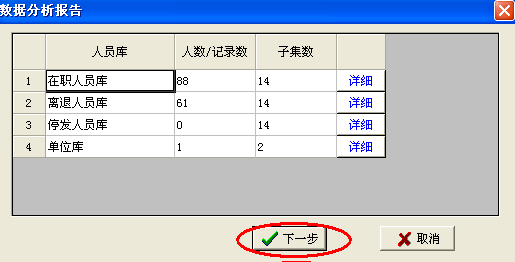 数据分析报告
人员库 人数/记录数 子集数
1 在职人员库 88 14 详细
2 离退人员库 61 14 详细
3 停发人员库 0 14 详细
4 单位库 1 2 详细
下一步 取消